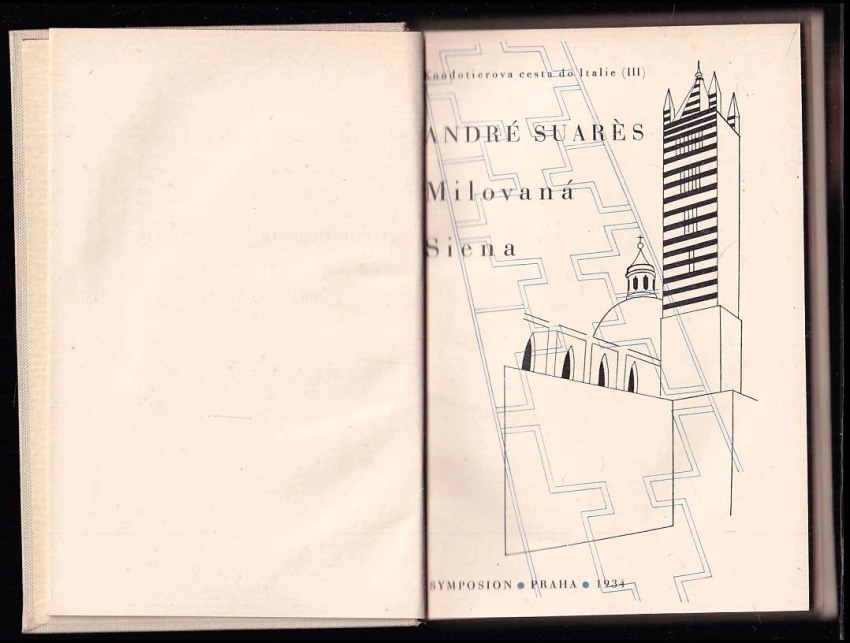 Kondotierova cesta do Italie (III)
ANDRÉ SUARÈS
Milovaná
Siena
SYMPOSION • PRAHA • 1934